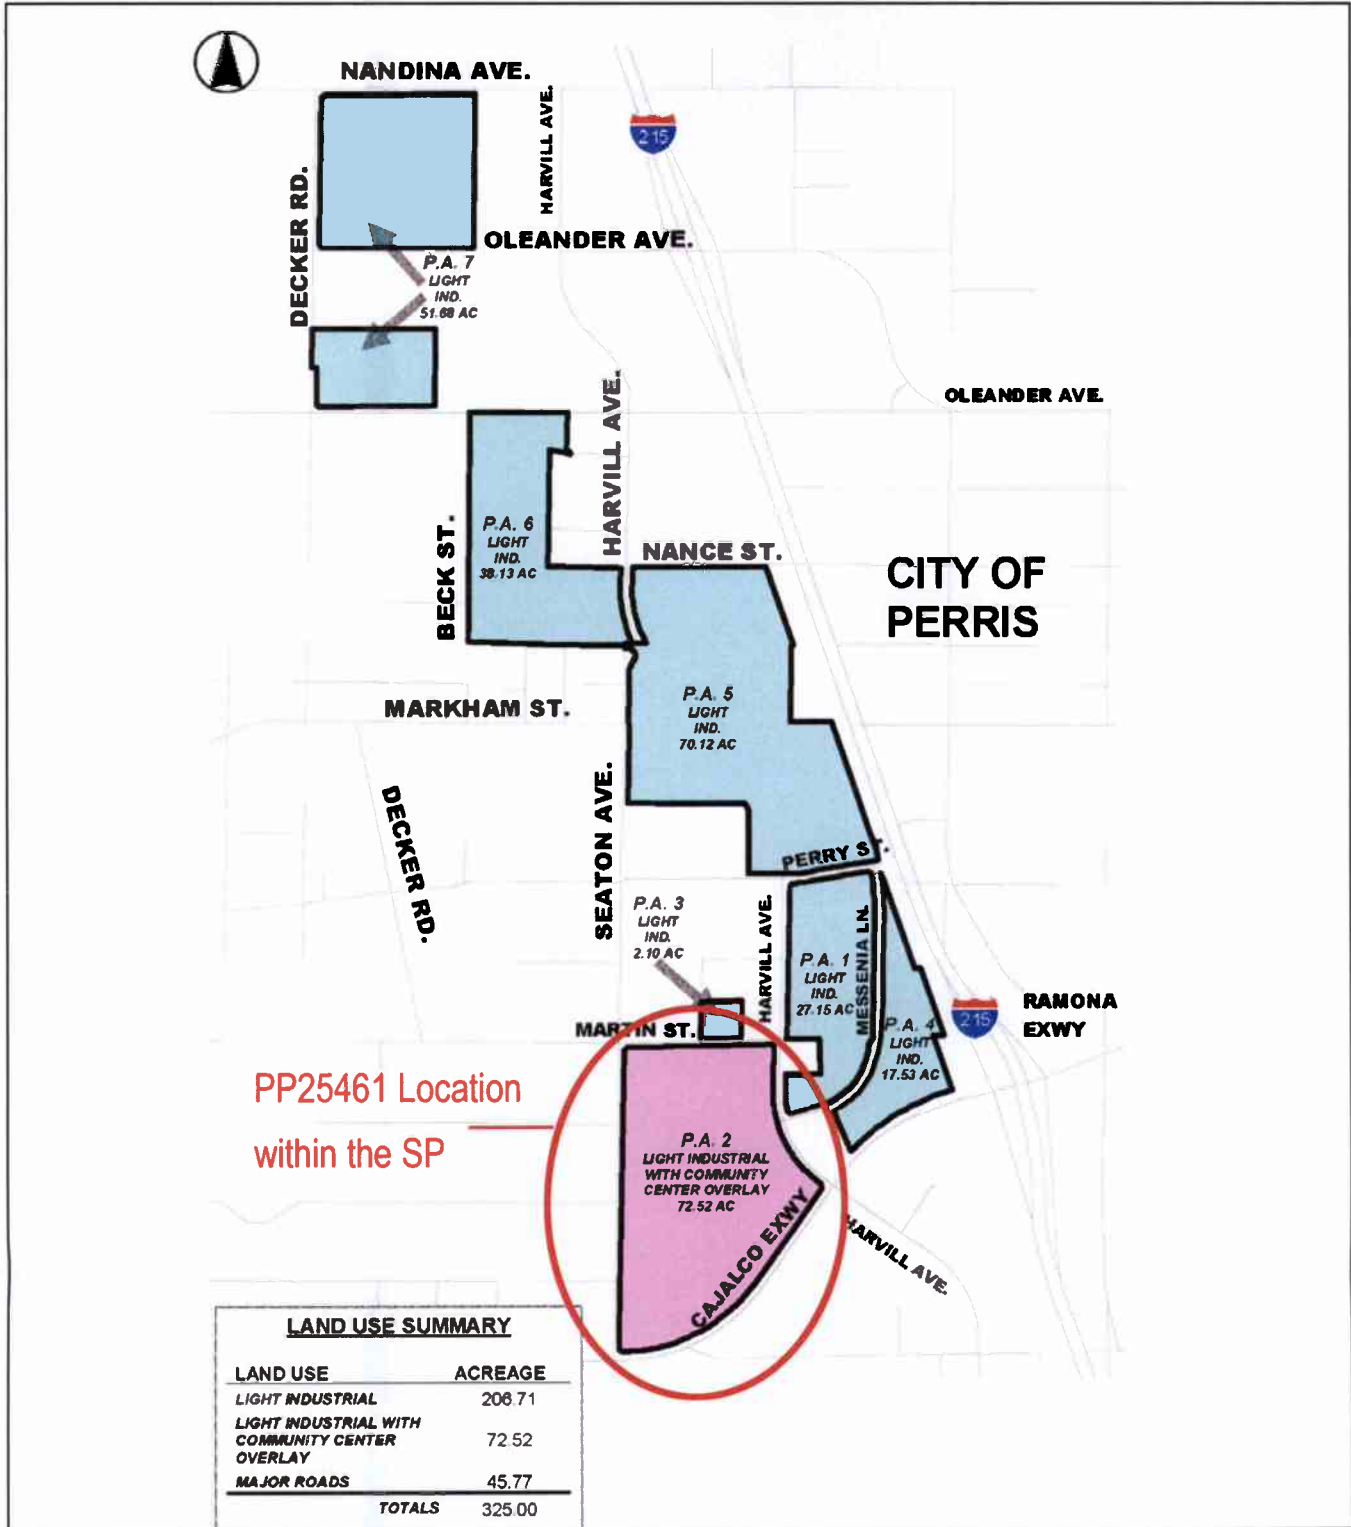 NANDINA AVE.
HARVILL AVE.
215
DECKER RD.
OLEANDER AVE.
P.A. 7
LIGHT
IND.
51.68 AC
HARVILL AVE.
OLEANDER AVE.
BECK ST.
P.A. 6
LIGHT
IND.
38.13 AC
NANCE ST.
CITY OF
PERRIS
MARKHAM ST.
P.A. 5
LIGHT
IND.
70.12 AC
DECKER RD.
SEATON AVE.
PERRY ST.
P.A. 3
LIGHT
IND.
2.10 AC
HARVILL AVE.
P.A. 1
LIGHT
IND.
27.15 AC
MESSENIA LN.
P.A. 4
LIGHT
IND.
17.53 AC
215
RAMONA
EXWY
MARTIN ST.
PP25461 Location
within the SP
P.A. 2
LIGHT INDUSTRIAL
WITH COMMUNITY
CENTER OVERLAY
72.52 AC
CAJALCO EXWY
HARVILL AVE.
LAND USE SUMMARY
LAND USE ACREAGE
LIGHT INDUSTRIAL 206.71
LIGHT INDUSTRIAL WITH
COMMUNITY CENTER 72.52
OVERLAY
MAJOR ROADS 45.77
TOTALS 325.00